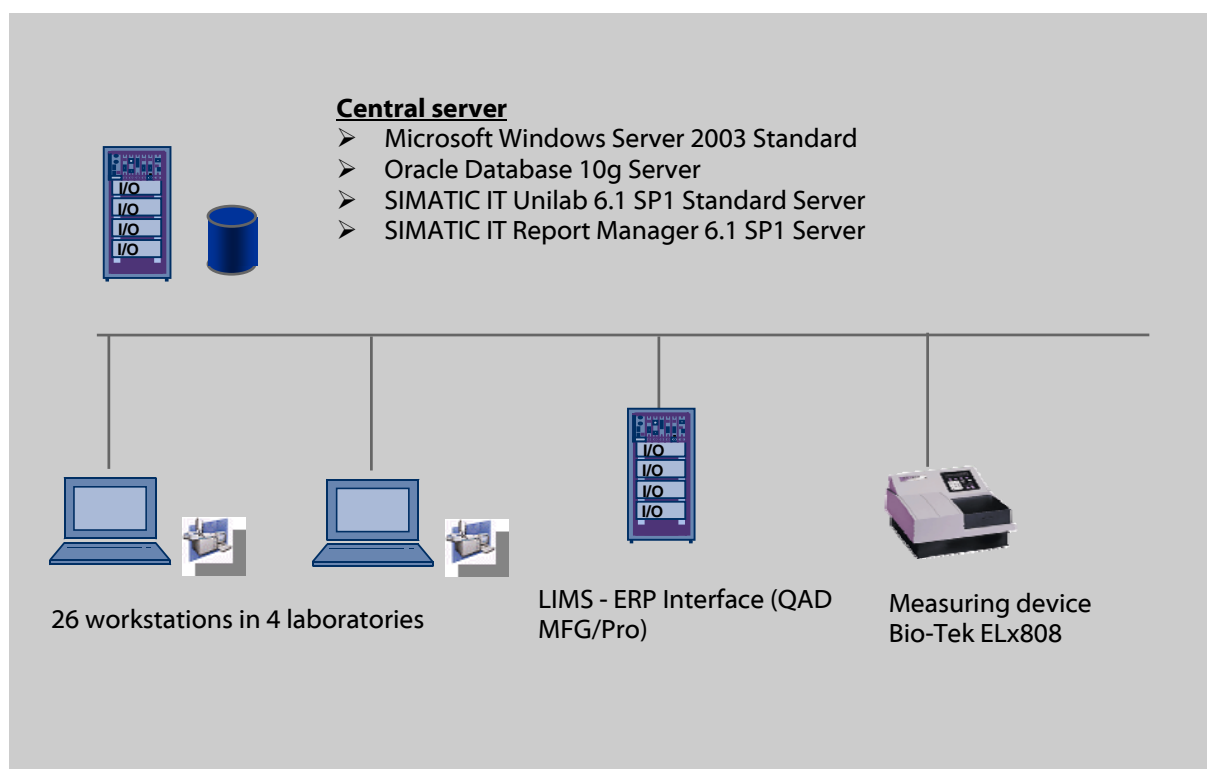 Central server
➢ Microsoft Windows Server 2003 Standard
➢ Oracle Database 10g Server
➢ SIMATIC IT Unilab 6.1 SP1 Standard Server
➢ SIMATIC IT Report Manager 6.1 SP1 Server
I/O
I/O
I/O
I/O
I/O
I/O
I/O
I/O
26 workstations in 4 laboratories
LIMS - ERP Interface (QAD
MFG/Pro)
Measuring device
Bio-Tek ELx808